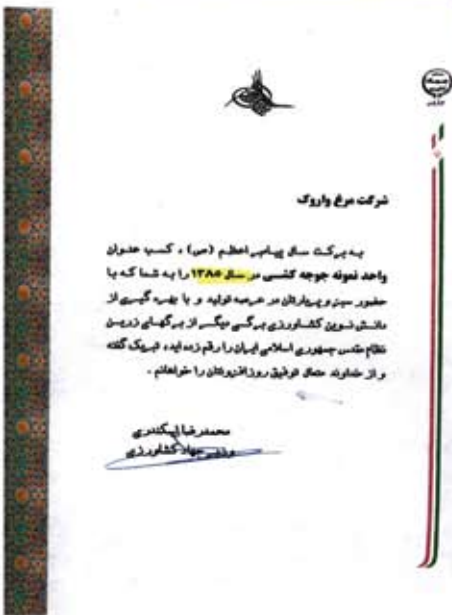 شرکت مرغ واروک
به برکت سال پیامبر اعظم (ص) ، کسب عنوان
واحد نمونه جوجه کشی در سال ۱۳۸۵ را به شما که با
حضور سبز و پربارتان در عرصه تولید و با بهره گیری از
دانش نوین کشاورزی برگی دیگر از برگهای زرین
نظام مقدس جمهوری اسلامی ایران را رقم زده اید، تبریک گفته
و از خداوند متعال توفیق روزافزونتان را خواهانم .
محمدرضا اسکندری
وزیر جهاد کشاورزی